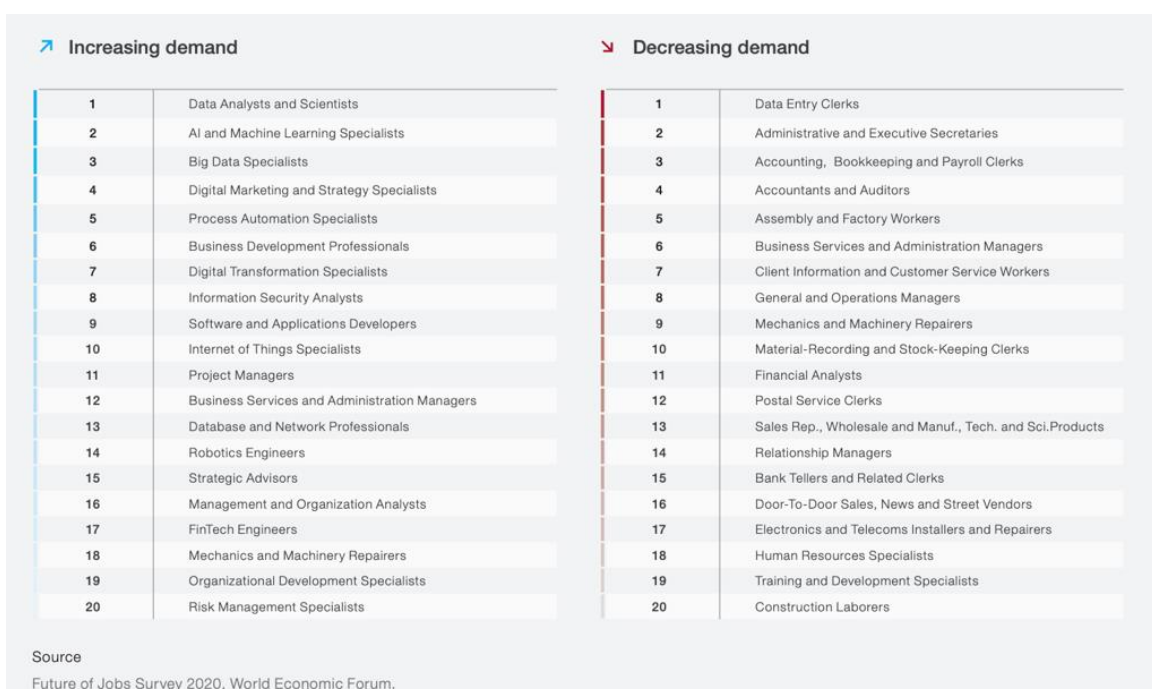 Increasing demand
1 Data Analysts and Scientists
2 AI and Machine Learning Specialists
3 Big Data Specialists
4 Digital Marketing and Strategy Specialists
5 Process Automation Specialists
6 Business Development Professionals
7 Digital Transformation Specialists
8 Information Security Analysts
9 Software and Applications Developers
10 Internet of Things Specialists
11 Project Managers
12 Business Services and Administration Managers
13 Database and Network Professionals
14 Robotics Engineers
15 Strategic Advisors
16 Management and Organization Analysts
17 FinTech Engineers
18 Mechanics and Machinery Repairers
19 Organizational Development Specialists
20 Risk Management Specialists
Decreasing demand
1 Data Entry Clerks
2 Administrative and Executive Secretaries
3 Accounting, Bookkeeping and Payroll Clerks
4 Accountants and Auditors
5 Assembly and Factory Workers
6 Business Services and Administration Managers
7 Client Information and Customer Service Workers
8 General and Operations Managers
9 Mechanics and Machinery Repairers
10 Material-Recording and Stock-Keeping Clerks
11 Financial Analysts
12 Postal Service Clerks
13 Sales Rep., Wholesale and Manuf., Tech. and Sci.Products
14 Relationship Managers
15 Bank Tellers and Related Clerks
16 Door-To-Door Sales, News and Street Vendors
17 Electronics and Telecoms Installers and Repairers
18 Human Resources Specialists
19 Training and Development Specialists
20 Construction Laborers
Source
Future of Jobs Survey 2020, World Economic Forum.